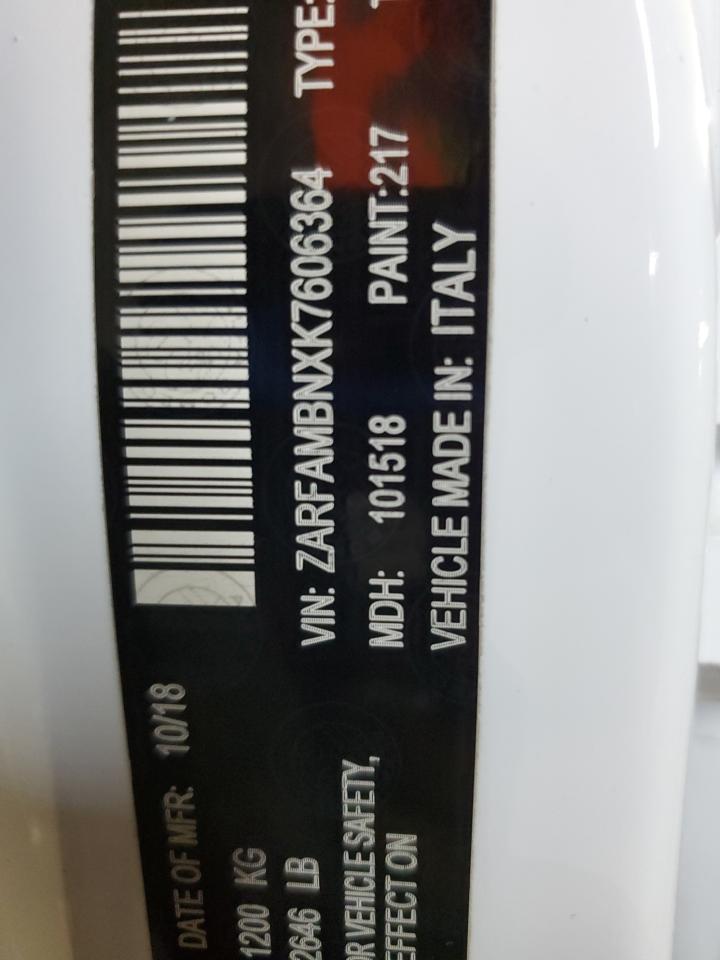 DATE OF MFR: 10/18
1200 KG
2646 LB
VIN: ZARFAMBNXK7606364 TYPE:
OR VEHICLE SAFETY, MDH: 101518 PAINT:217
EFFECT ON
VEHICLE MADE IN: ITALY